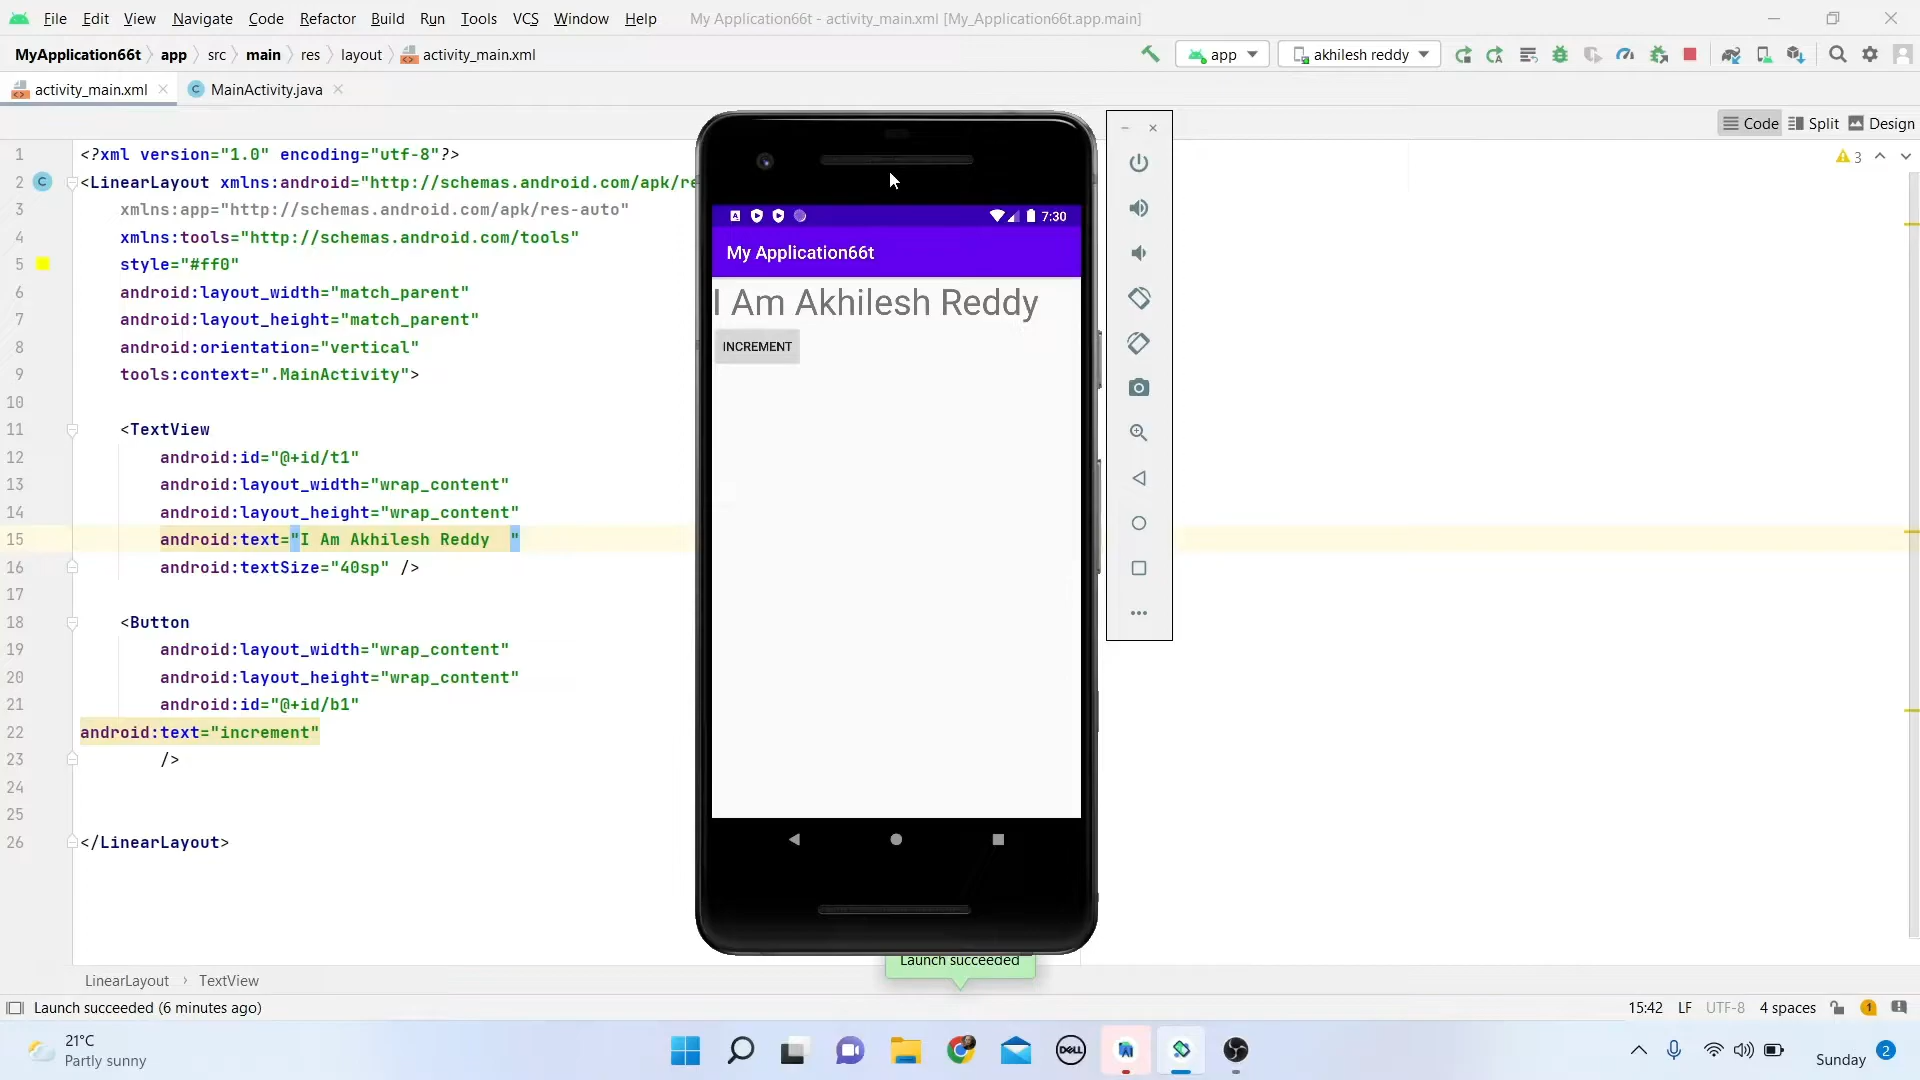 File Edit View Navigate Code Refactor Build Run Tools VCS Window Help My Application66t - activity_main.xml [My_Application66t.app.main]
MyApplication66t app src main res layout activity_main.xml app akhilesh reddy
activity_main.xml MainActivity.java
Code Split Design
1 <?xml version="1.0" encoding="utf-8"?> 3
2 <LinearLayout xmlns:android="http://schemas.android.com/apk/re
3 xmlns:app="http://schemas.android.com/apk/res-auto"
4 xmlns:tools="http://schemas.android.com/tools"
5 style="#ff0"
6 android:layout_width="match_parent"
7 android:layout_height="match_parent"
8 android:orientation="vertical"
9 tools:context=".MainActivity">
10
11 <TextView
12 android:id="@+id/t1"
13 android:layout_width="wrap_content"
14 android:layout_height="wrap_content"
15 android:text="I Am Akhilesh Reddy  "
16 android:textSize="40sp" />
17
18 <Button
19 android:layout_width="wrap_content"
20 android:layout_height="wrap_content"
21 android:id="@+id/b1"
22 android:text="increment"
23 />
24
25
26 </LinearLayout>
7:30
My Application66t
I Am Akhilesh Reddy
INCREMENT
Launch succeeded
LinearLayout TextView
Launch succeeded (6 minutes ago) 15:42 LF UTF-8 4 spaces
21°C
Partly sunny
DELL
Sunday 2